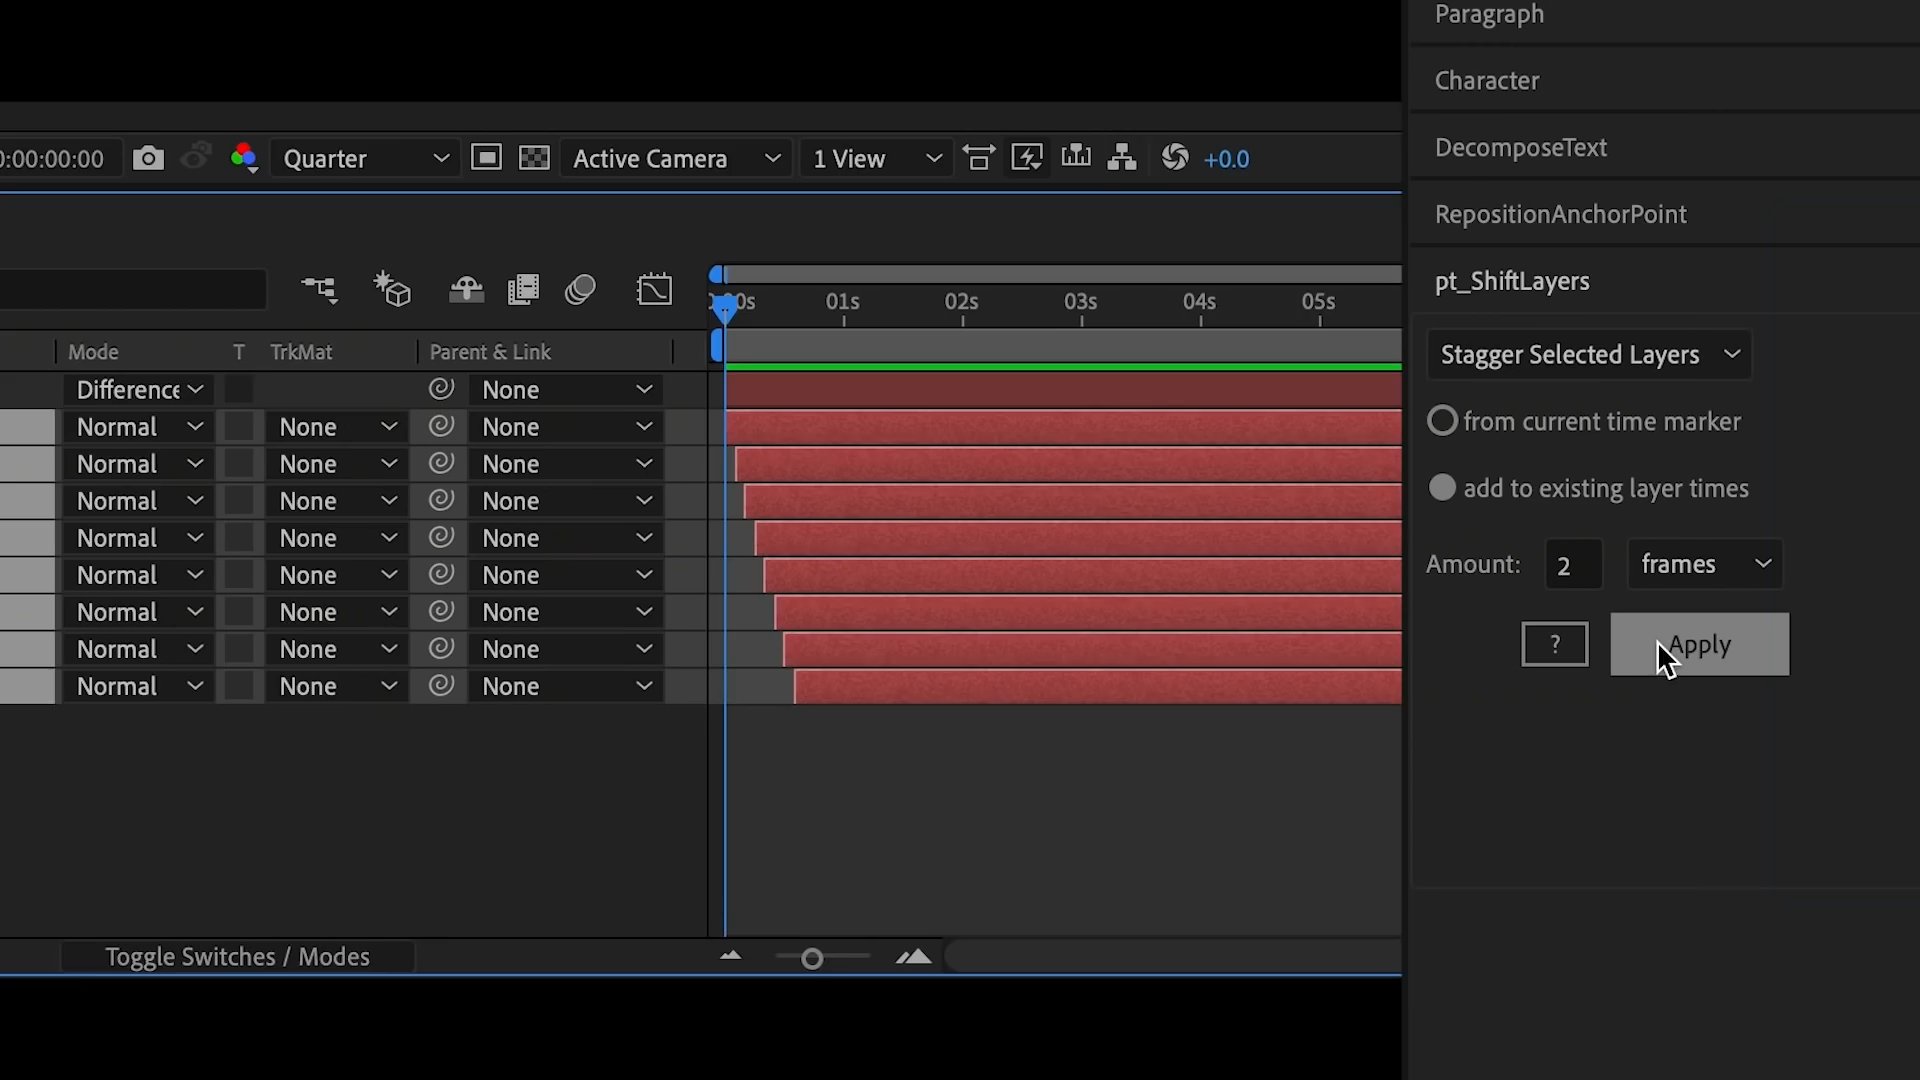 0:00:00:00 Quarter Active Camera 1 View +0.0
01s 02s 03s 04s 05s
Mode T TrkMat Parent & Link
Difference None
Normal None None
Normal None None
Normal None None
Normal None None
Normal None None
Normal None None
Normal None None
Normal None None
Toggle Switches / Modes
Paragraph
Character
DecomposeText
RepositionAnchorPoint
pt_ShiftLayers
Stagger Selected Layers
from current time marker
add to existing layer times
Amount: 2 frames
? Apply